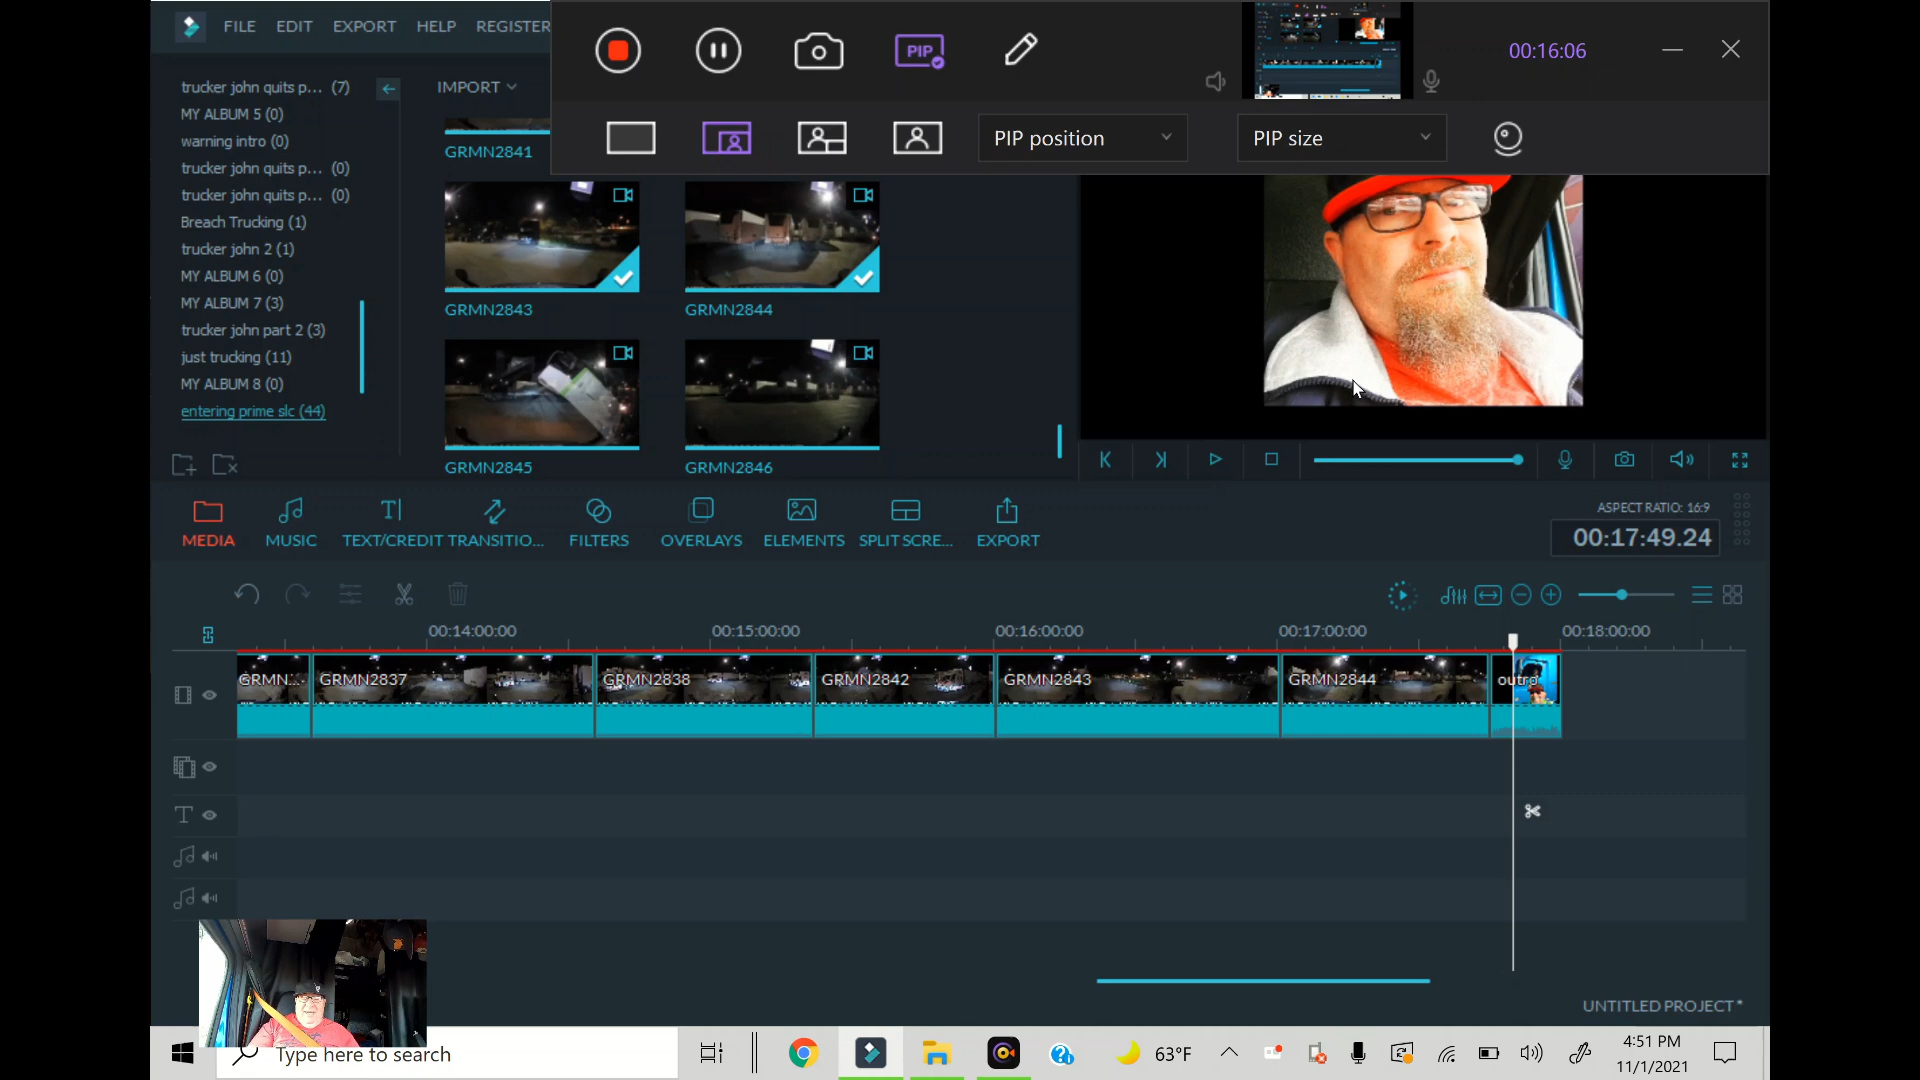 FILE EDIT EXPORT HELP REGISTER
PIP
00:16:06
PIP position
PIP size
trucker john quits p... (7)
MY ALBUM 5 (0)
warning intro (0)
trucker john quits p... (0)
trucker john quits p... (0)
Breach Trucking (1)
trucker john 2 (1)
MY ALBUM 6 (0)
MY ALBUM 7 (3)
trucker john part 2 (3)
just trucking (11)
MY ALBUM 8 (0)
entering prime slc (44)
IMPORT
GRMN2841
GRMN2843 GRMN2844
GRMN2845 GRMN2846
MEDIA MUSIC TEXT/CREDIT TRANSITIO... FILTERS OVERLAYS ELEMENTS SPLIT SCRE... EXPORT
ASPECT RATIO: 16:9
00:17:49.24
00:14:00:00 00:15:00:00 00:16:00:00 00:17:00:00 00:18:00:00
GRMN... GRMN2837 GRMN2838 GRMN2842 GRMN2843 GRMN2844 outro
T
UNTITLED PROJECT*
Type here to search
63°F
4:51 PM
11/1/2021